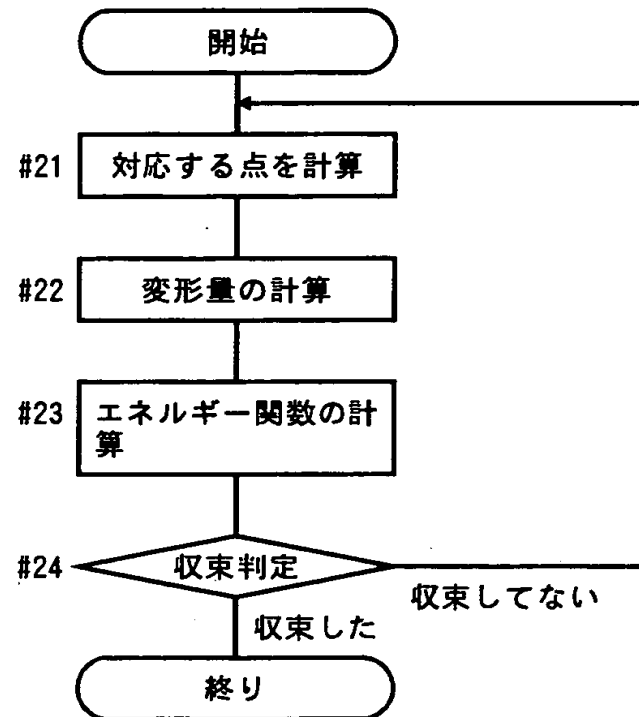 開始
#21 対応する点を計算
#22 変形量の計算
#23 エネルギー関数の計
算
#24 収束判定
収束してない
収束した
終り